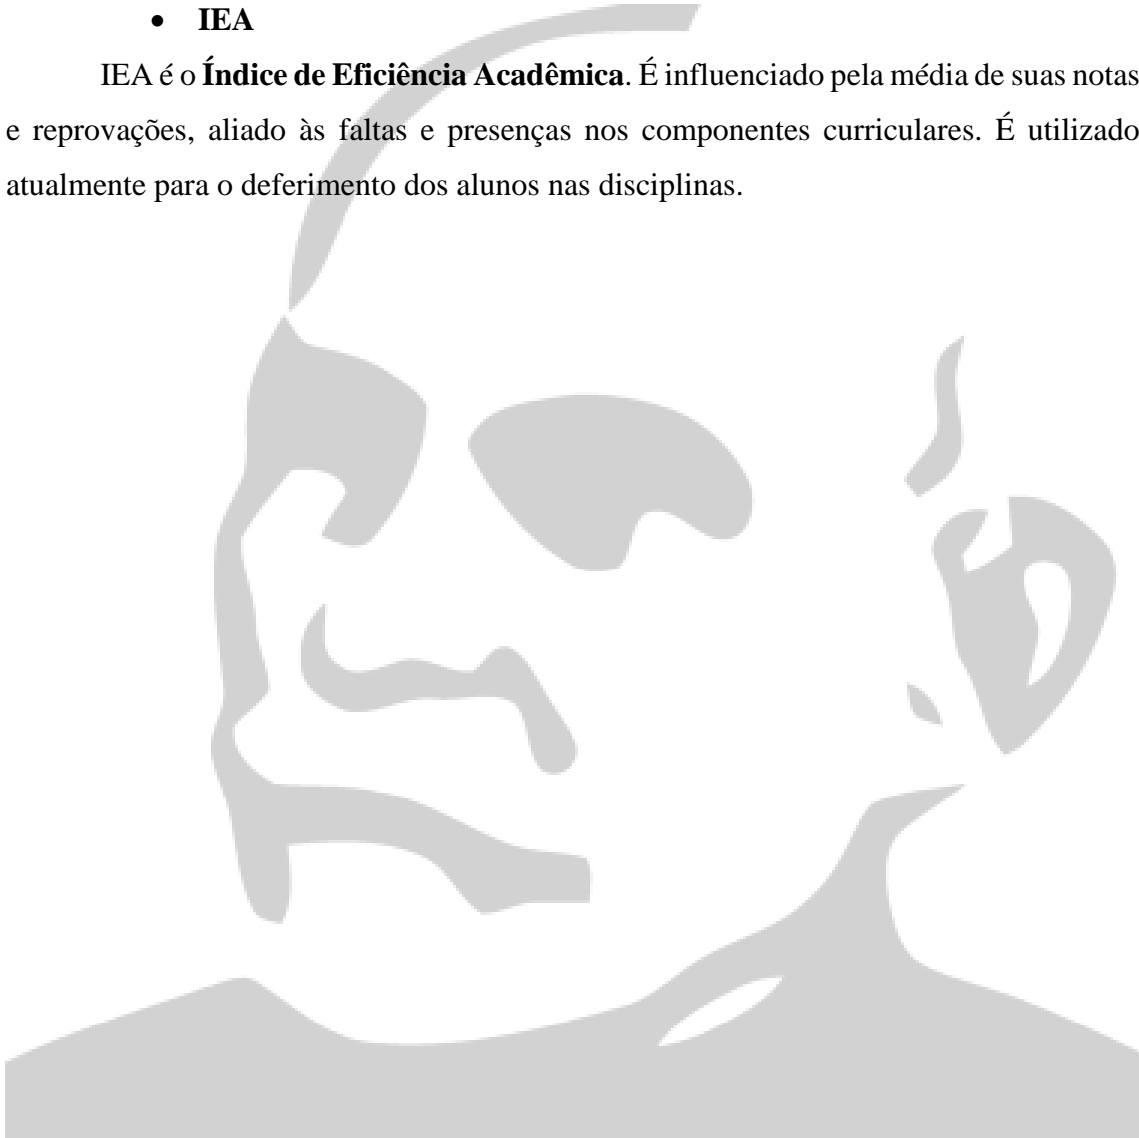 • IEA
IEA é o Índice de Eficiência Acadêmica. É influenciado pela média de suas notas
e reprovações, aliado às faltas e presenças nos componentes curriculares. É utilizado
atualmente para o deferimento dos alunos nas disciplinas.